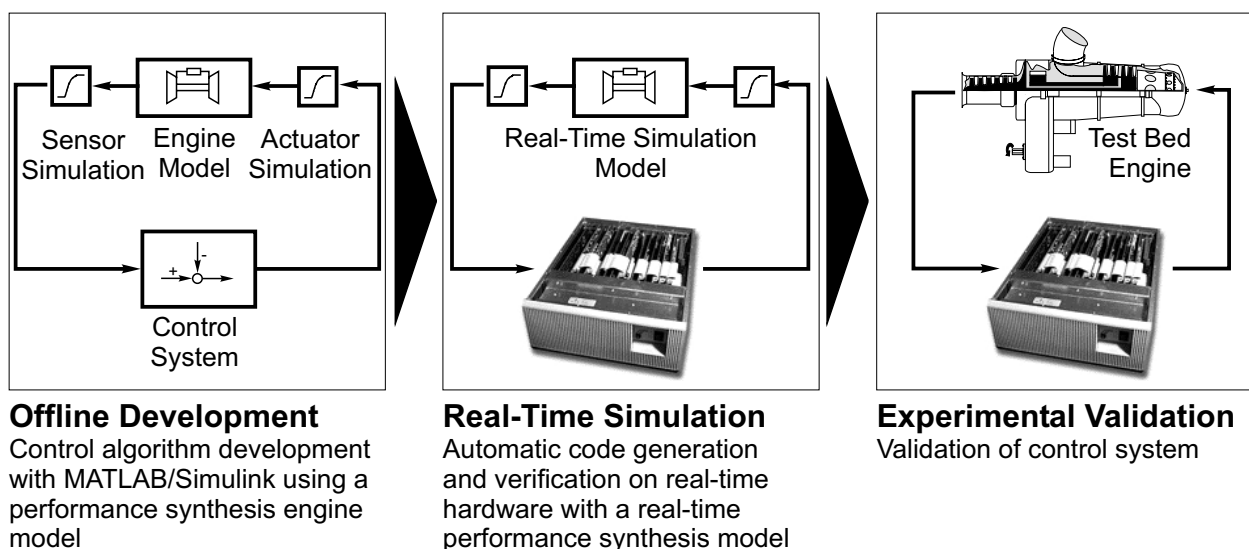 Sensor
Simulation
Engine
Model
Actuator
Simulation
+
-
Control
System
Offline Development
Control algorithm development
with MATLAB/Simulink using a
performance synthesis engine
model
Real-Time Simulation
Model
Real-Time Simulation
Automatic code generation
and verification on real-time
hardware with a real-time
performance synthesis model
Test Bed
Engine
Experimental Validation
Validation of control system